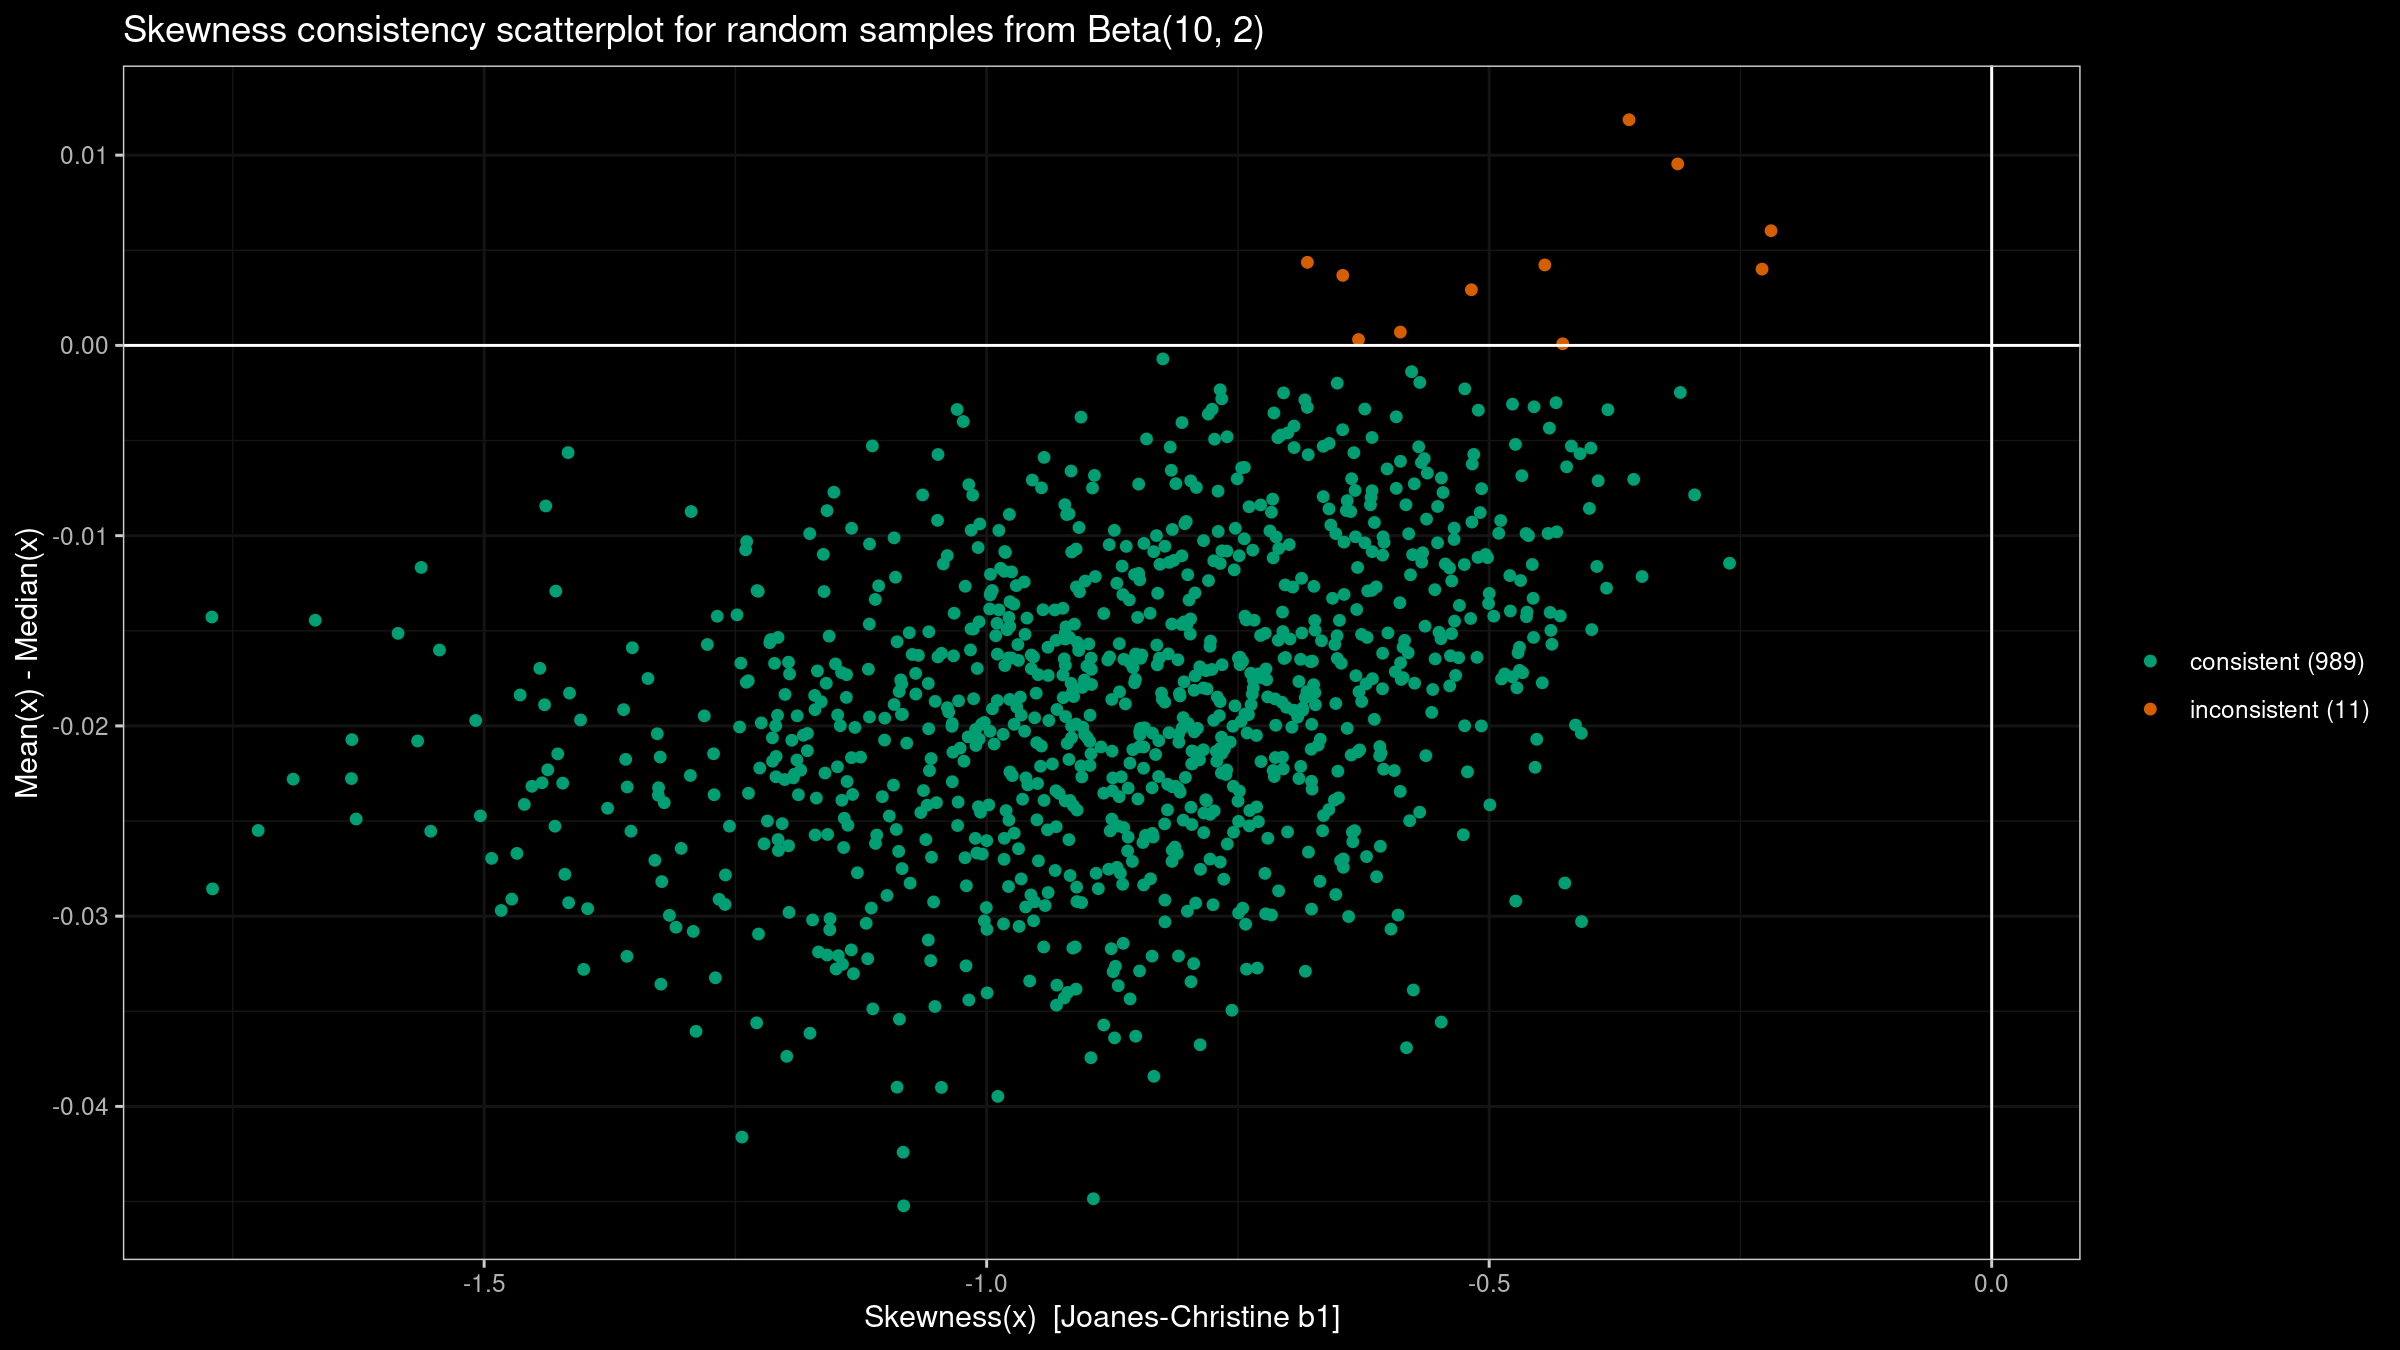 Skewness consistency scatterplot for random samples from Beta(10, 2)
Mean(x) - Median(x)
0.01
0.00
-0.01
-0.02
-0.03
-0.04
-1.5
-1.0
-0.5
0.0
Skewness(x)  [Joanes-Christine b1]
consistent (989)
inconsistent (11)